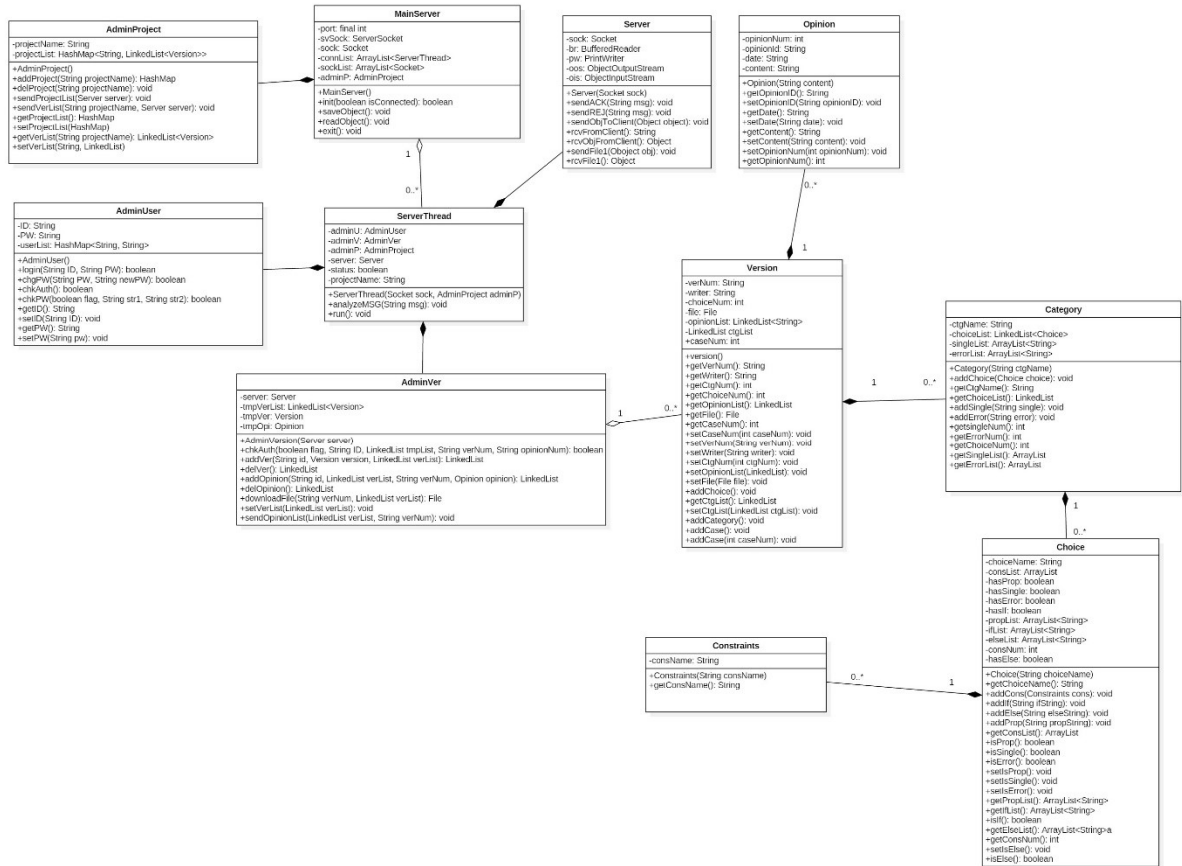 AdminProject
-projectName: String
-projectList: HashMap<String, LinkedList<Version>>
+AdminProject()
+addProject(String projectName): HashMap
+delProject(String projectName): void
+sendProjectList(Server server): void
+sendVerList(String projectName, Server server): void
+getProjectList(): HashMap
+setProjectList(HashMap)
+getVerList(String projectName): LinkedList<Version>
+setVerList(String, LinkedList)
MainServer
-port: final int
-svSock: ServerSocket
-sock: Socket
-connList: ArrayList<ServerThread>
-sockList: ArrayList<Socket>
-adminP: AdminProject
+MainServer()
+init(boolean isConnected): boolean
+saveObject(): void
+readObject(): void
+exit(): void
1
0..*
Server
-sock: Socket
-br: BufferedReader
-pw: PrintWriter
-oos: ObjectOutputStream
-ois: ObjectInputStream
+Server(Socket sock)
+sendACK(String msg): void
+sendREJ(String msg): void
+sendObjToClient(Object object): void
+rcvFromClient(): String
+rcvObjFromClient(): Object
+sendFile1(Oboject obj): void
+rcvFile1(): Object
Opinion
-opinionNum: int
-opinionId: String
-date: String
-content: String
+Opinion(String content)
+getOpinionID(): String
+setOpinionID(String opinionID): void
+getDate(): String
+setDate(String date): void
+getContent(): String
+setContent(String content): void
+setOpinionNum(int opinionNum): void
+getOpinionNum(): int
0..*
1
AdminUser
-ID: String
-PW: String
-userList: HashMap<String, String>
+AdminUser()
+login(String ID, String PW): boolean
+chgPW(String PW, String newPW): boolean
+chkAuth(): boolean
+chkPW(boolean flag, String str1, String str2): boolean
+getID(): String
+setID(String ID): void
+getPW(): String
+setPW(String pw): void
ServerThread
-adminU: AdminUser
-adminV: AdminVer
-adminP: AdminProject
-server: Server
-status: boolean
-projectName: String
+ServerThread(Socket sock, AdminProject adminP)
+analyzeMSG(String msg): void
+run(): void
AdminVer
-server: Server
-tmpVerList: LinkedList<Version>
-tmpVer: Version
-tmpOpi: Opinion
+AdminVersion(Server server)
+chkAuth(boolean flag, String ID, LinkedList tmpList, String verNum, String opinionNum): boolean
+addVer(String id, Version version, LinkedList verList): LinkedList
+delVer(): LinkedList
+addOpinion(String id, LinkedList verList, String verNum, Opinion opinion): LinkedList
+delOpinion(): LinkedList
+downloadFile(String verNum, LinkedList verList): File
+setVerList(LinkedList verList): void
+sendOpinionList(LinkedList verList, String verNum): void
1
0..*
Version
-verNum: String
-writer: String
-choiceNum: int
-file: File
-opinionList: LinkedList<String>
-LinkedList ctgList
+caseNum: int
+version()
+getVerNum(): String
+getWriter(): String
+getCtgNum(): int
+getChoiceNum(): int
+getOpinionList(): LinkedList
+getFile(): File
+getCaseNum(): int
+setCaseNum(int caseNum): void
+setVerNum(String verNum): void
+setWriter(String writer): void
+setCtgNum(int ctgNum): void
+setOpinionList(LinkedList): void
+setFile(File file): void
+addChoice(): void
+getCtgList(): LinkedList
+setCtgList(LinkedList ctgList): void
+addCategory(): void
+addCase(): void
+addCase(int caseNum): void
1
0..*
Category
-ctgName: String
-choiceList: LinkedList<Choice>
-singleList: ArrayList<String>
-errorList: ArrayList<String>
+Category(String ctgName)
+addChoice(Choice choice): void
+getCtgName(): String
+getChoiceList(): LinkedList
+addSingle(String single): void
+addError(String error): void
+getsingleNum(): int
+getErrorNum(): int
+getChoiceNum(): int
+getSingleList(): ArrayList
+getErrorList(): ArrayList
1
0..*
Choice
-choiceName: String
-consList: ArrayList
-hasProp: boolean
-hasSingle: boolean
-hasError: boolean
-hasIf: boolean
-propList: ArrayList<String>
-ifList: ArrayList<String>
-elseList: ArrayList<String>
-consNum: int
-hasElse: boolean
+Choice(String choiceName)
+getChoiceName(): String
+addCons(Constraints cons): void
+addIf(String ifString): void
+addElse(String elseString): void
+addProp(String propString): void
+getConsList(): ArrayList
+isProp(): boolean
+isSingle(): boolean
+isError(): boolean
+setIsProp(): void
+setIsSingle(): void
+setIsError(): void
+getPropList(): ArrayList<String>
+getIfList(): ArrayList<String>
+isIf(): boolean
+getElseList(): ArrayList<String>a
+getConsNum(): int
+setIsElse(): void
+isElse(): boolean
Constraints
-consName: String
+Constraints(String consName)
+getConsName(): String
0..*
1